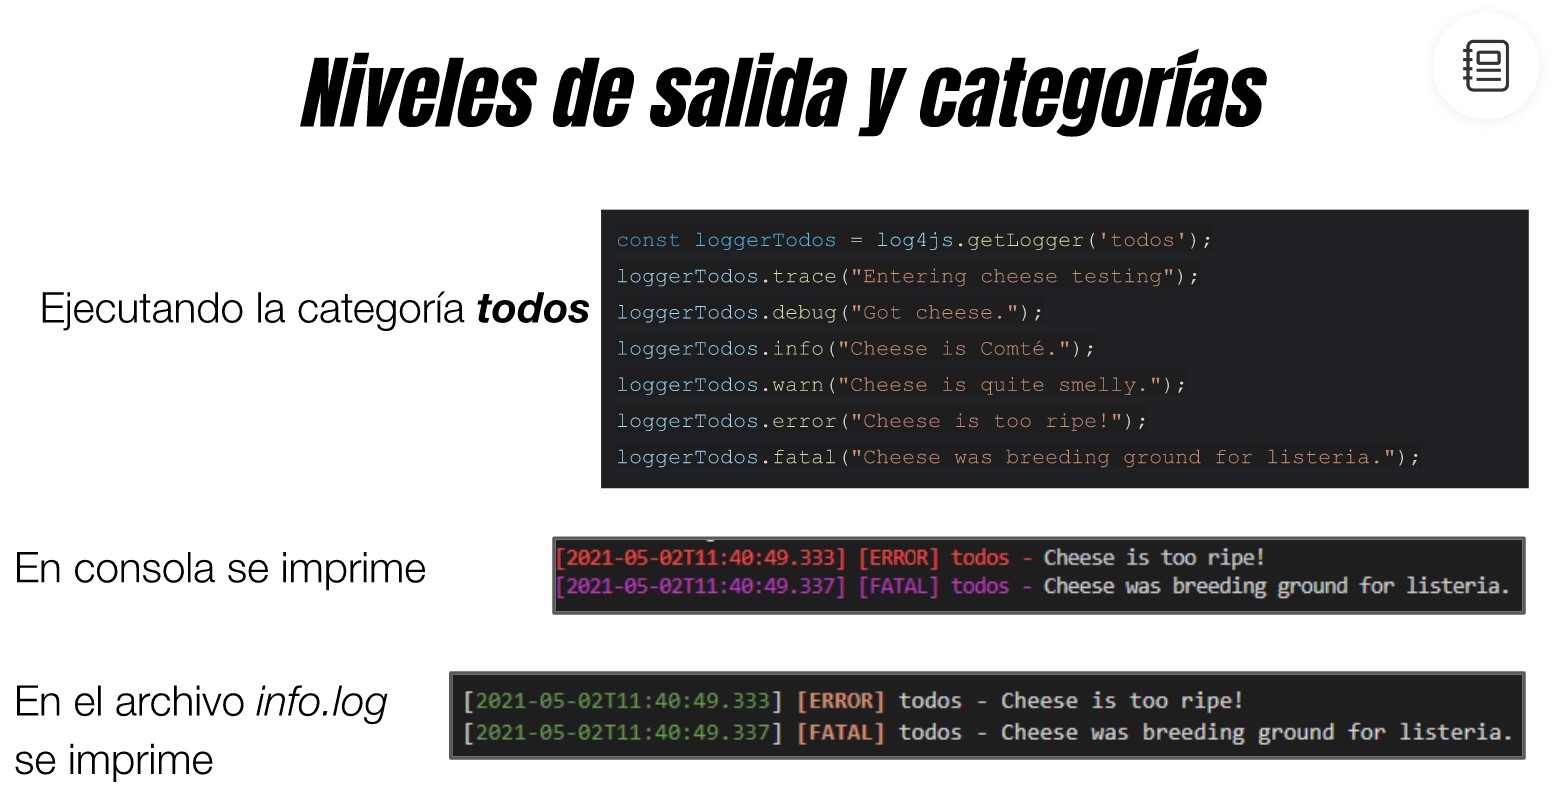 Niveles de salida y categorías
Ejecutando la categoría todos
const loggerTodos = log4js.getLogger('todos');
loggerTodos.trace("Entering cheese testing");
loggerTodos.debug("Got cheese.");
loggerTodos.info("Cheese is Comté.");
loggerTodos.warn("Cheese is quite smelly.");
loggerTodos.error("Cheese is too ripe!");
loggerTodos.fatal("Cheese was breeding ground for listeria.");
En consola se imprime
[2021-05-02T11:40:49.333] [ERROR] todos - Cheese is too ripe!
[2021-05-02T11:40:49.337] [FATAL] todos - Cheese was breeding ground for listeria.
En el archivo info.log
se imprime
[2021-05-02T11:40:49.333] [ERROR] todos - Cheese is too ripe!
[2021-05-02T11:40:49.337] [FATAL] todos - Cheese was breeding ground for listeria.